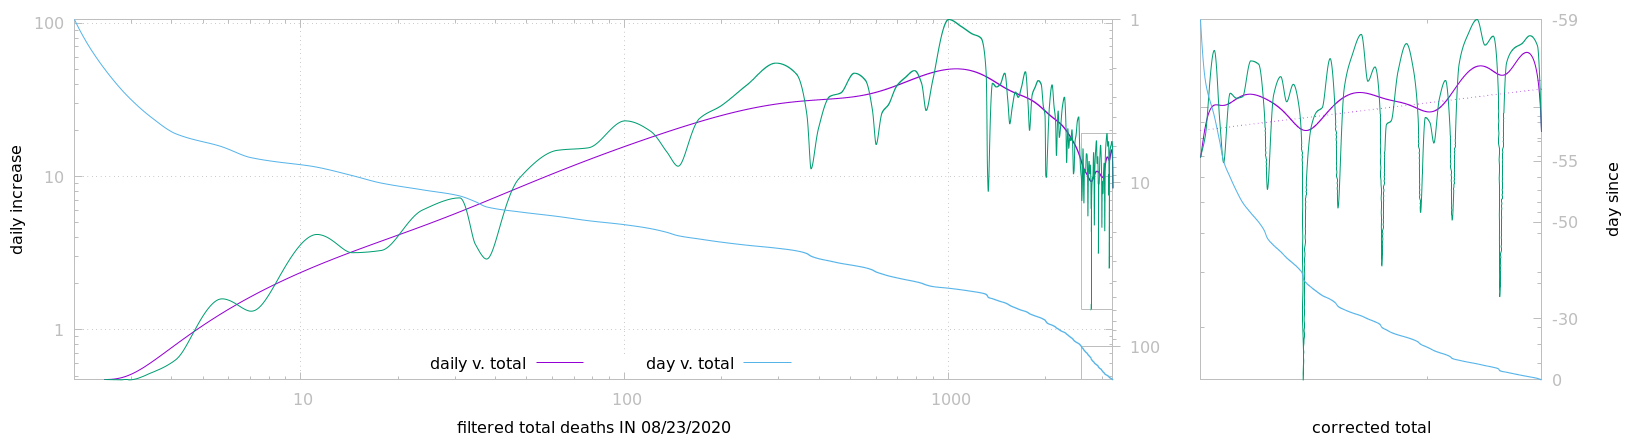 100
10
1
daily increase
daily v. total
day v. total
10
100
1000
filtered total deaths IN 08/23/2020
1
10
100
-59
-55
-50
-30
0
day since
corrected total